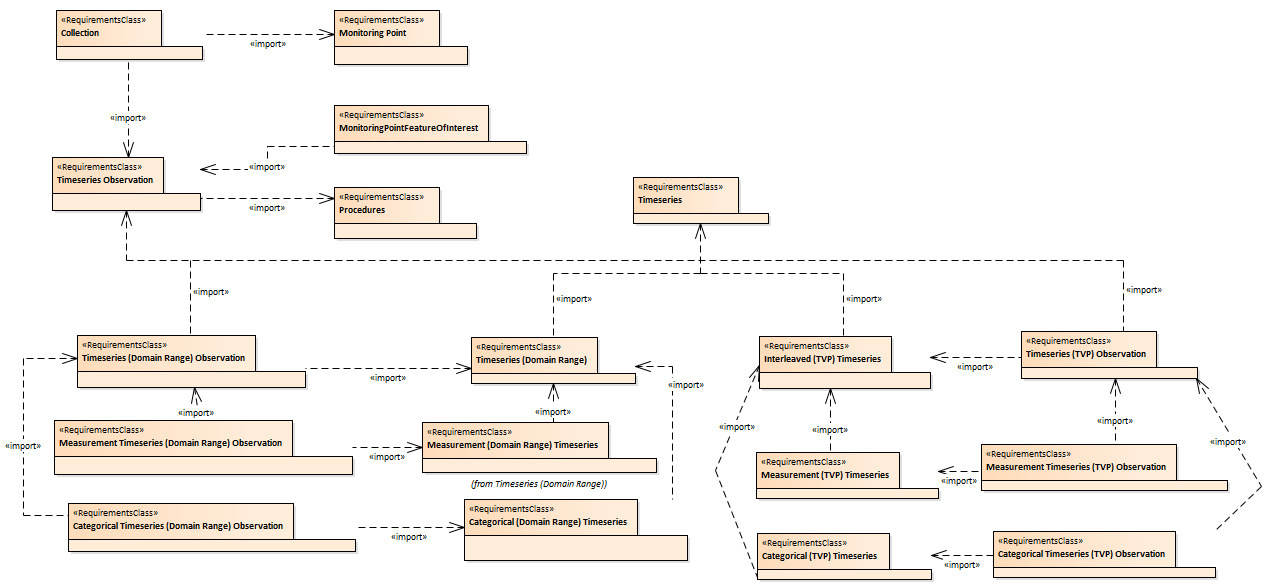 «RequirementsClass»
Collection
«import»
«RequirementsClass»
Monitoring Point
«import»
«RequirementsClass»
MonitoringPointFeatureOfInterest
«import»
«RequirementsClass»
Timeseries Observation
«import»
«RequirementsClass»
Procedures
«RequirementsClass»
Timeseries
«import»
«import»
«import»
«import»
«RequirementsClass»
Timeseries (Domain Range) Observation
«import»
«RequirementsClass»
Timeseries (Domain Range)
«import»
«RequirementsClass»
Interleaved (TVP) Timeseries
«import»
«RequirementsClass»
Timeseries (TVP) Observation
«import»
«import»
«import»
«import»
«import»
«import»
«import»
«import»
«RequirementsClass»
Measurement Timeseries (Domain Range) Observation
«import»
«RequirementsClass»
Measurement (Domain Range) Timeseries
(from Timeseries (Domain Range))
«RequirementsClass»
Measurement (TVP) Timeseries
«import»
«RequirementsClass»
Measurement Timeseries (TVP) Observation
«RequirementsClass»
Categorical Timeseries (Domain Range) Observation
«import»
«RequirementsClass»
Categorical (Domain Range) Timeseries
«RequirementsClass»
Categorical (TVP) Timeseries
«import»
«RequirementsClass»
Categorical Timeseries (TVP) Observation